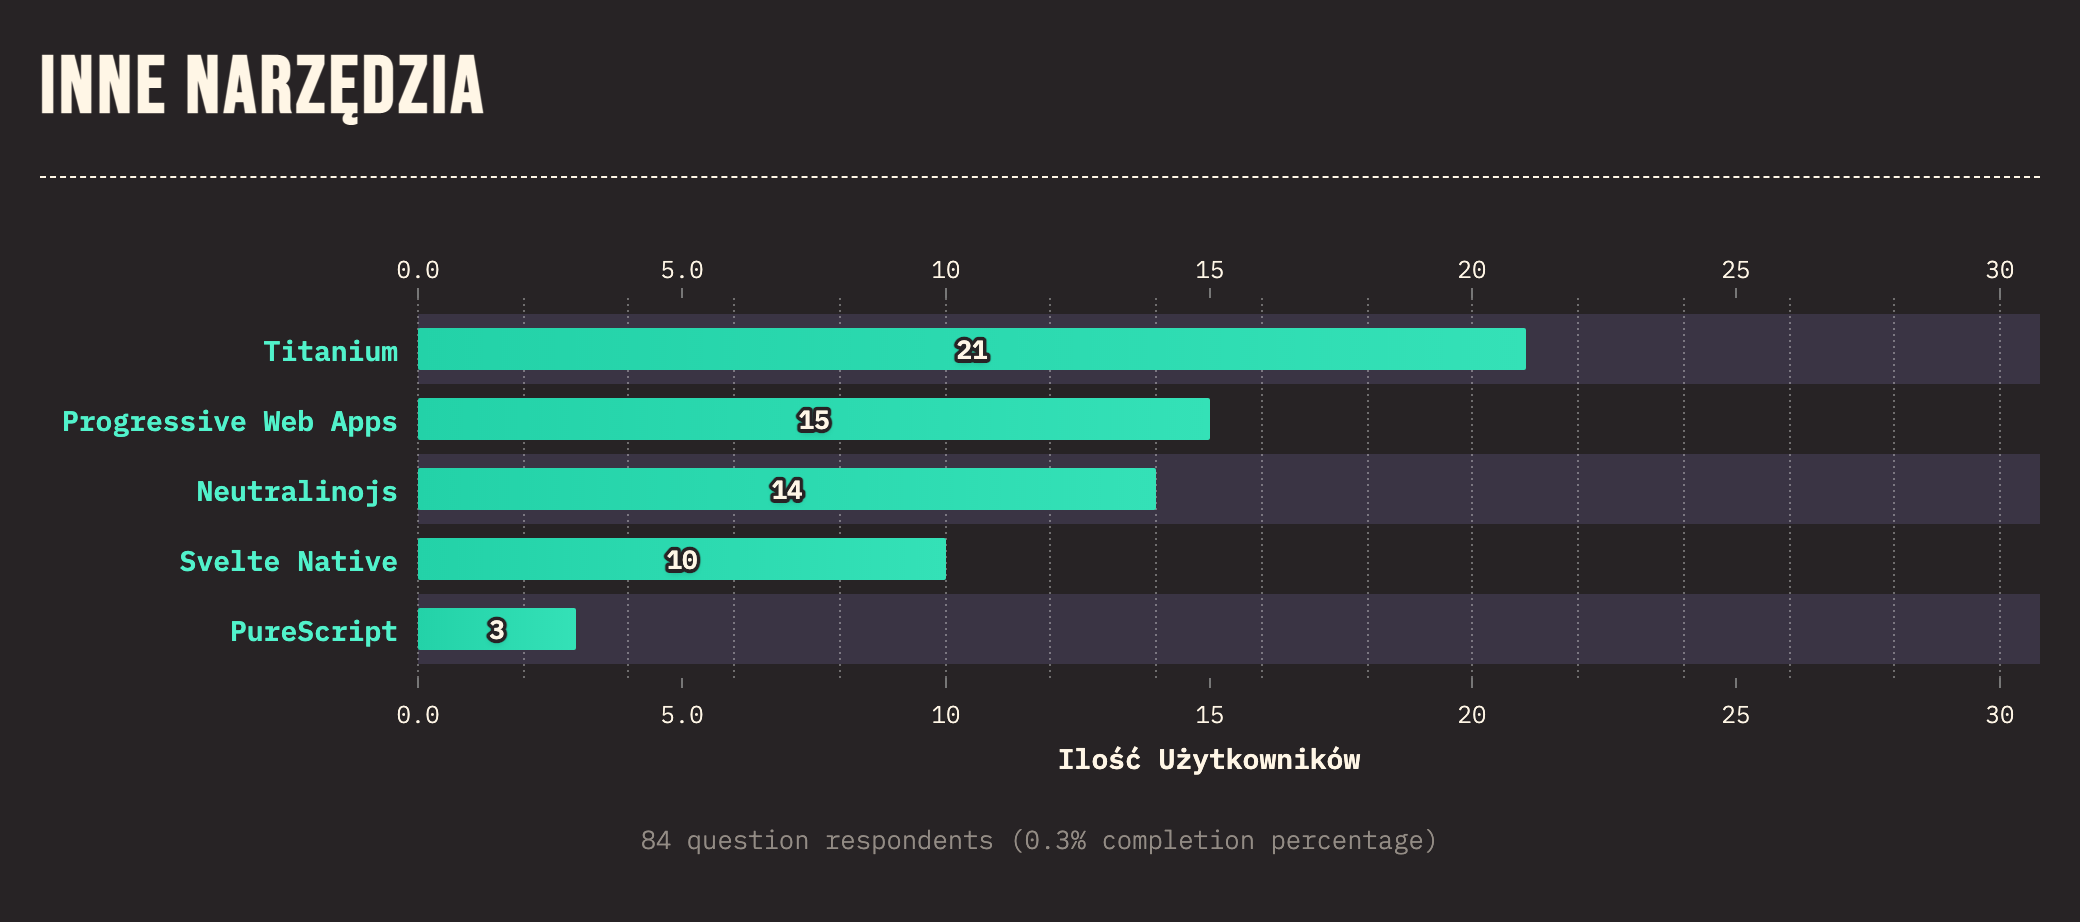 INNE NARZĘDZIA
0.0 5.0 10 15 20 25 30
Titanium 21
Progressive Web Apps 15
Neutralinojs 14
Svelte Native 10
PureScript 3
0.0 5.0 10 15 20 25 30
Ilość Użytkowników
84 question respondents (0.3% completion percentage)